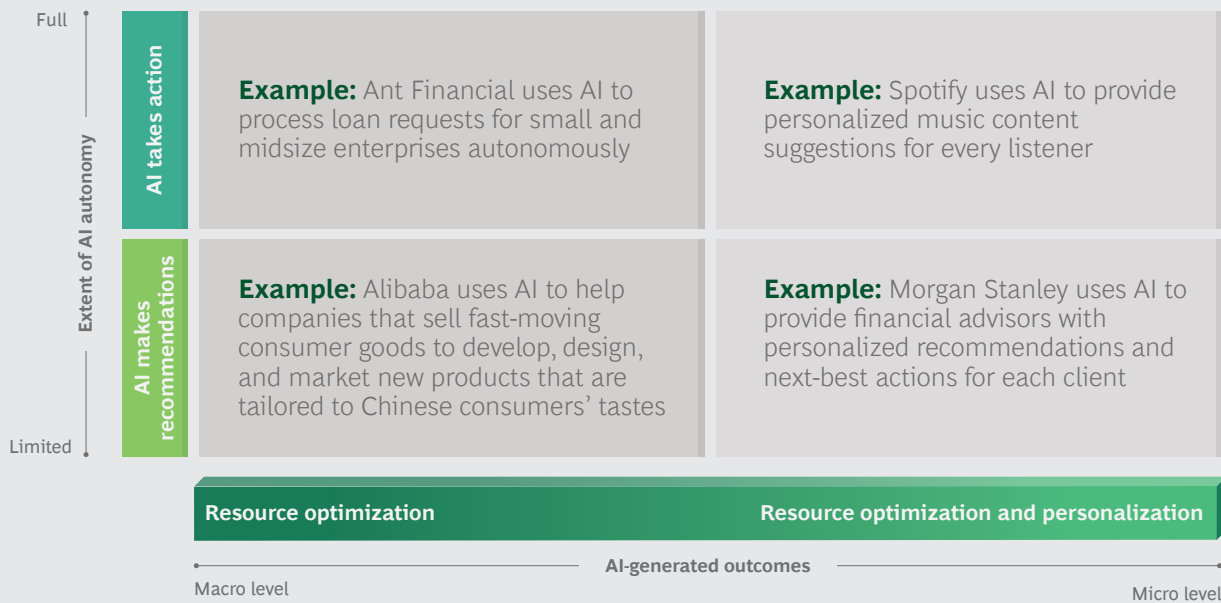 Full
Extent of AI autonomy
Limited
AI takes action
Example: Ant Financial uses AI to
process loan requests for small and
midsize enterprises autonomously
Example: Spotify uses AI to provide
personalized music content
suggestions for every listener
AI makes
recommendations
Example: Alibaba uses AI to help
companies that sell fast-moving
consumer goods to develop, design,
and market new products that are
tailored to Chinese consumers’ tastes
Example: Morgan Stanley uses AI to
provide financial advisors with
personalized recommendations and
next-best actions for each client
Resource optimization
Resource optimization and personalization
AI-generated outcomes
Macro level
Micro level